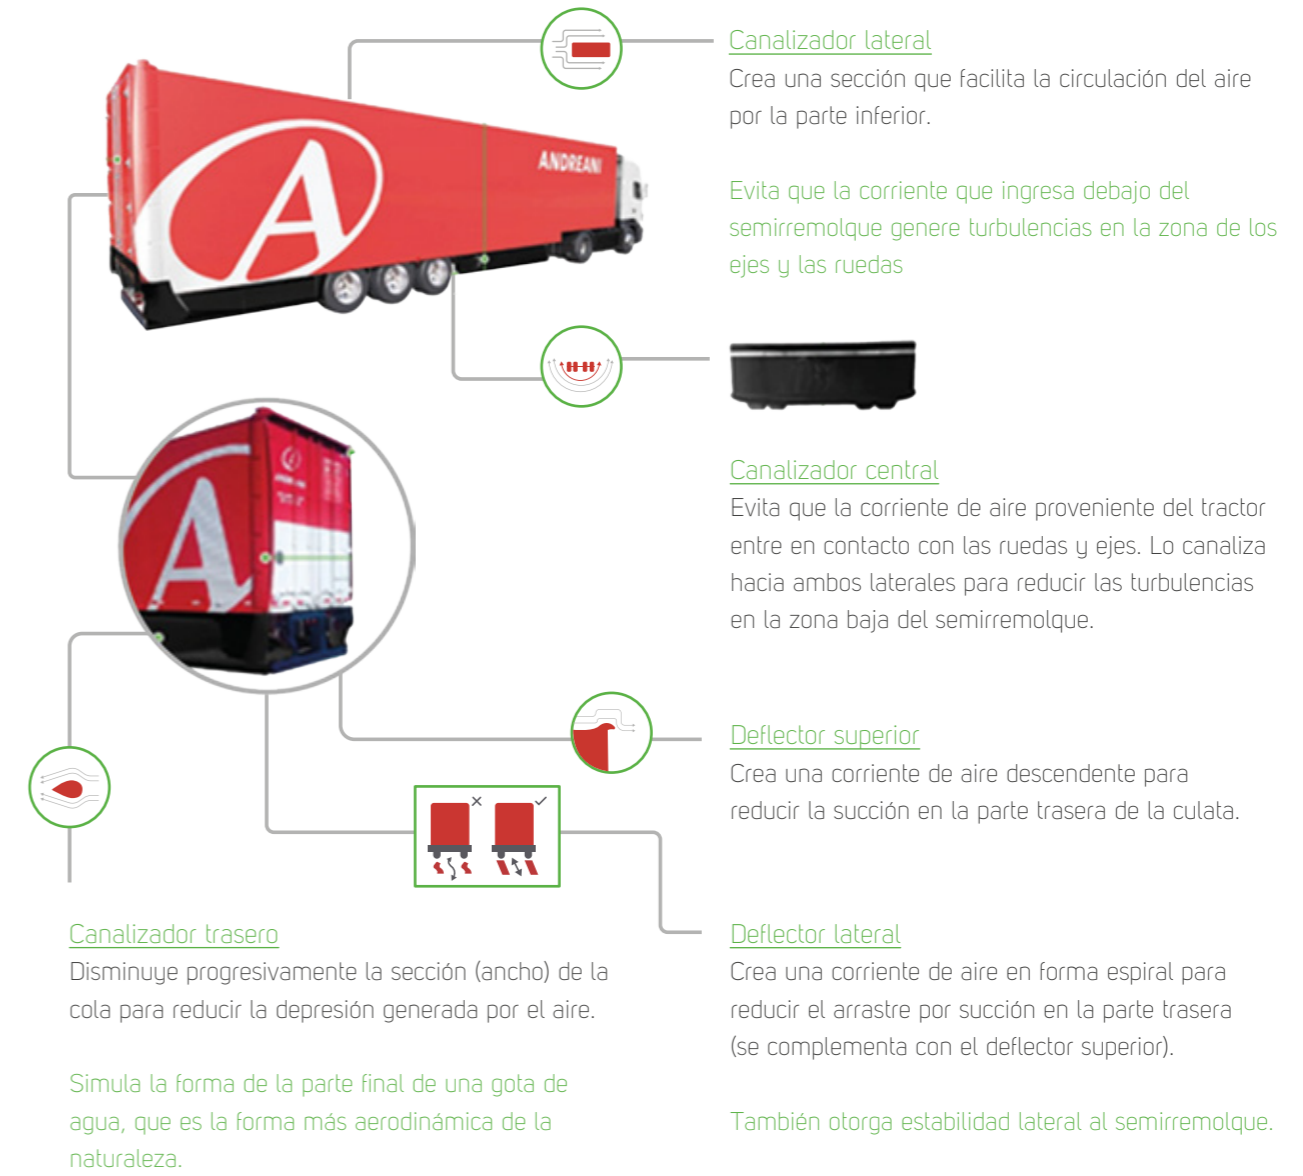 Canalizador lateral
Crea una sección que facilita la circulación del aire
por la parte inferior.
Evita que la corriente que ingresa debajo del
semirremolque genere turbulencias en la zona de los
ejes y las ruedas
A
ANDREANI
Canalizador central
Evita que la corriente de aire proveniente del tractor
entre en contacto con las ruedas y ejes. Lo canaliza
hacia ambos laterales para reducir las turbulencias
en la zona baja del semirremolque.
A
Deflector superior
Crea una corriente de aire descendente para
reducir la succión en la parte trasera de la culata.
Deflector lateral
Crea una corriente de aire en forma espiral para
reducir el arrastre por succión en la parte trasera
(se complementa con el deflector superior).
También otorga estabilidad lateral al semirremolque.
Canalizador trasero
Disminuye progresivamente la sección (ancho) de la
cola para reducir la depresión generada por el aire.
Simula la forma de la parte final de una gota de
agua, que es la forma más aerodinámica de la
naturaleza.